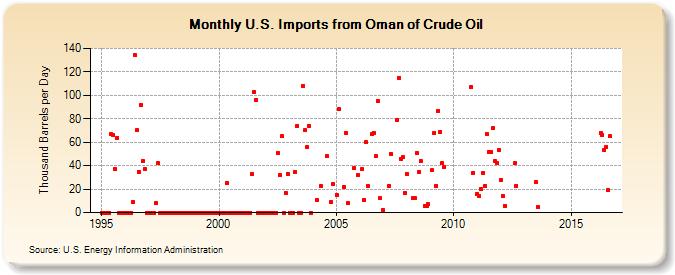 Monthly U.S. Imports from Oman of Crude Oil
Thousand Barrels per Day
140
120
100
80
60
40
20
0
1995 2000 2005 2010 2015
Source: U.S. Energy Information Administration